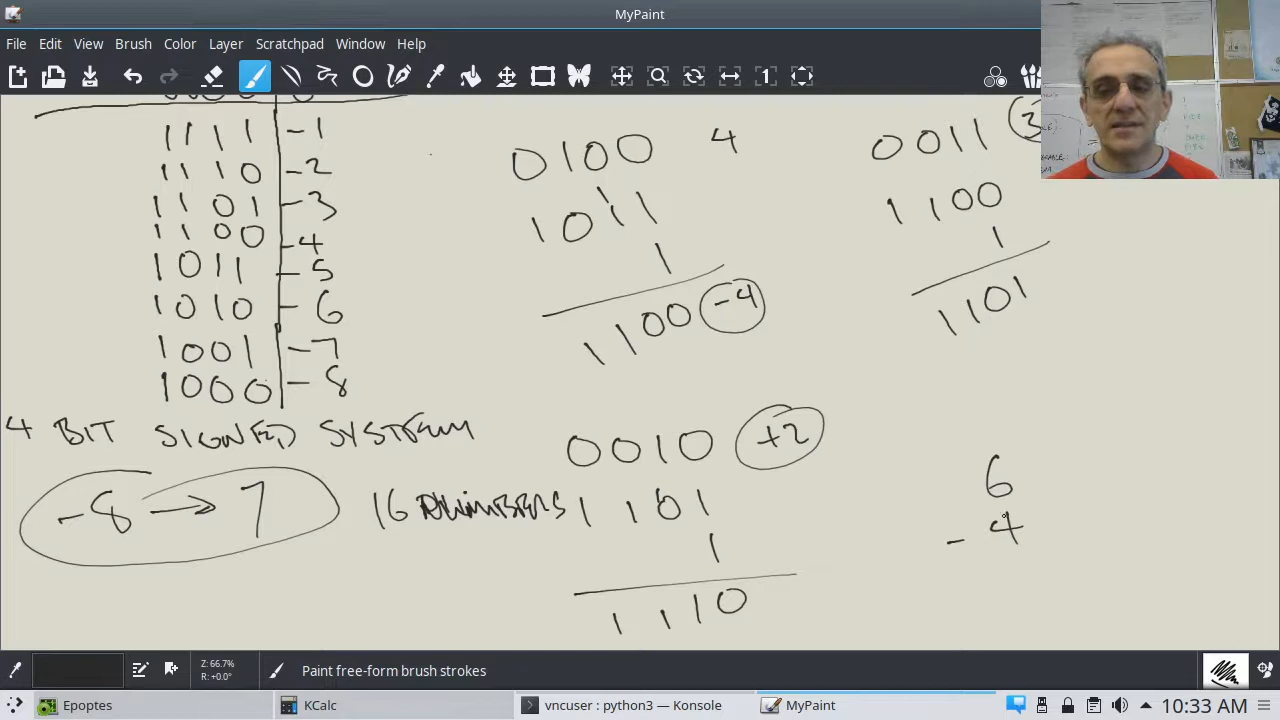 MyPaint
File Edit View Brush Color Layer Scratchpad Window Help
1111 -1
1110 -2
1101 -3
1100 -4
1011 -5
1010 -6
1001 -7
1000 -8
4 BIT SIGNED SYSTEM
-8 → 7 16 NUMBERS
0100 4
1011
1
1100 -4
0011 3
1100
1
1101
0010 +2
1101
1
1110
6
- 4
Z: 66.7%
R: +0.0°
Paint free-form brush strokes
Epoptes KCalc vncuser : python3 — Konsole MyPaint 10:33 AM